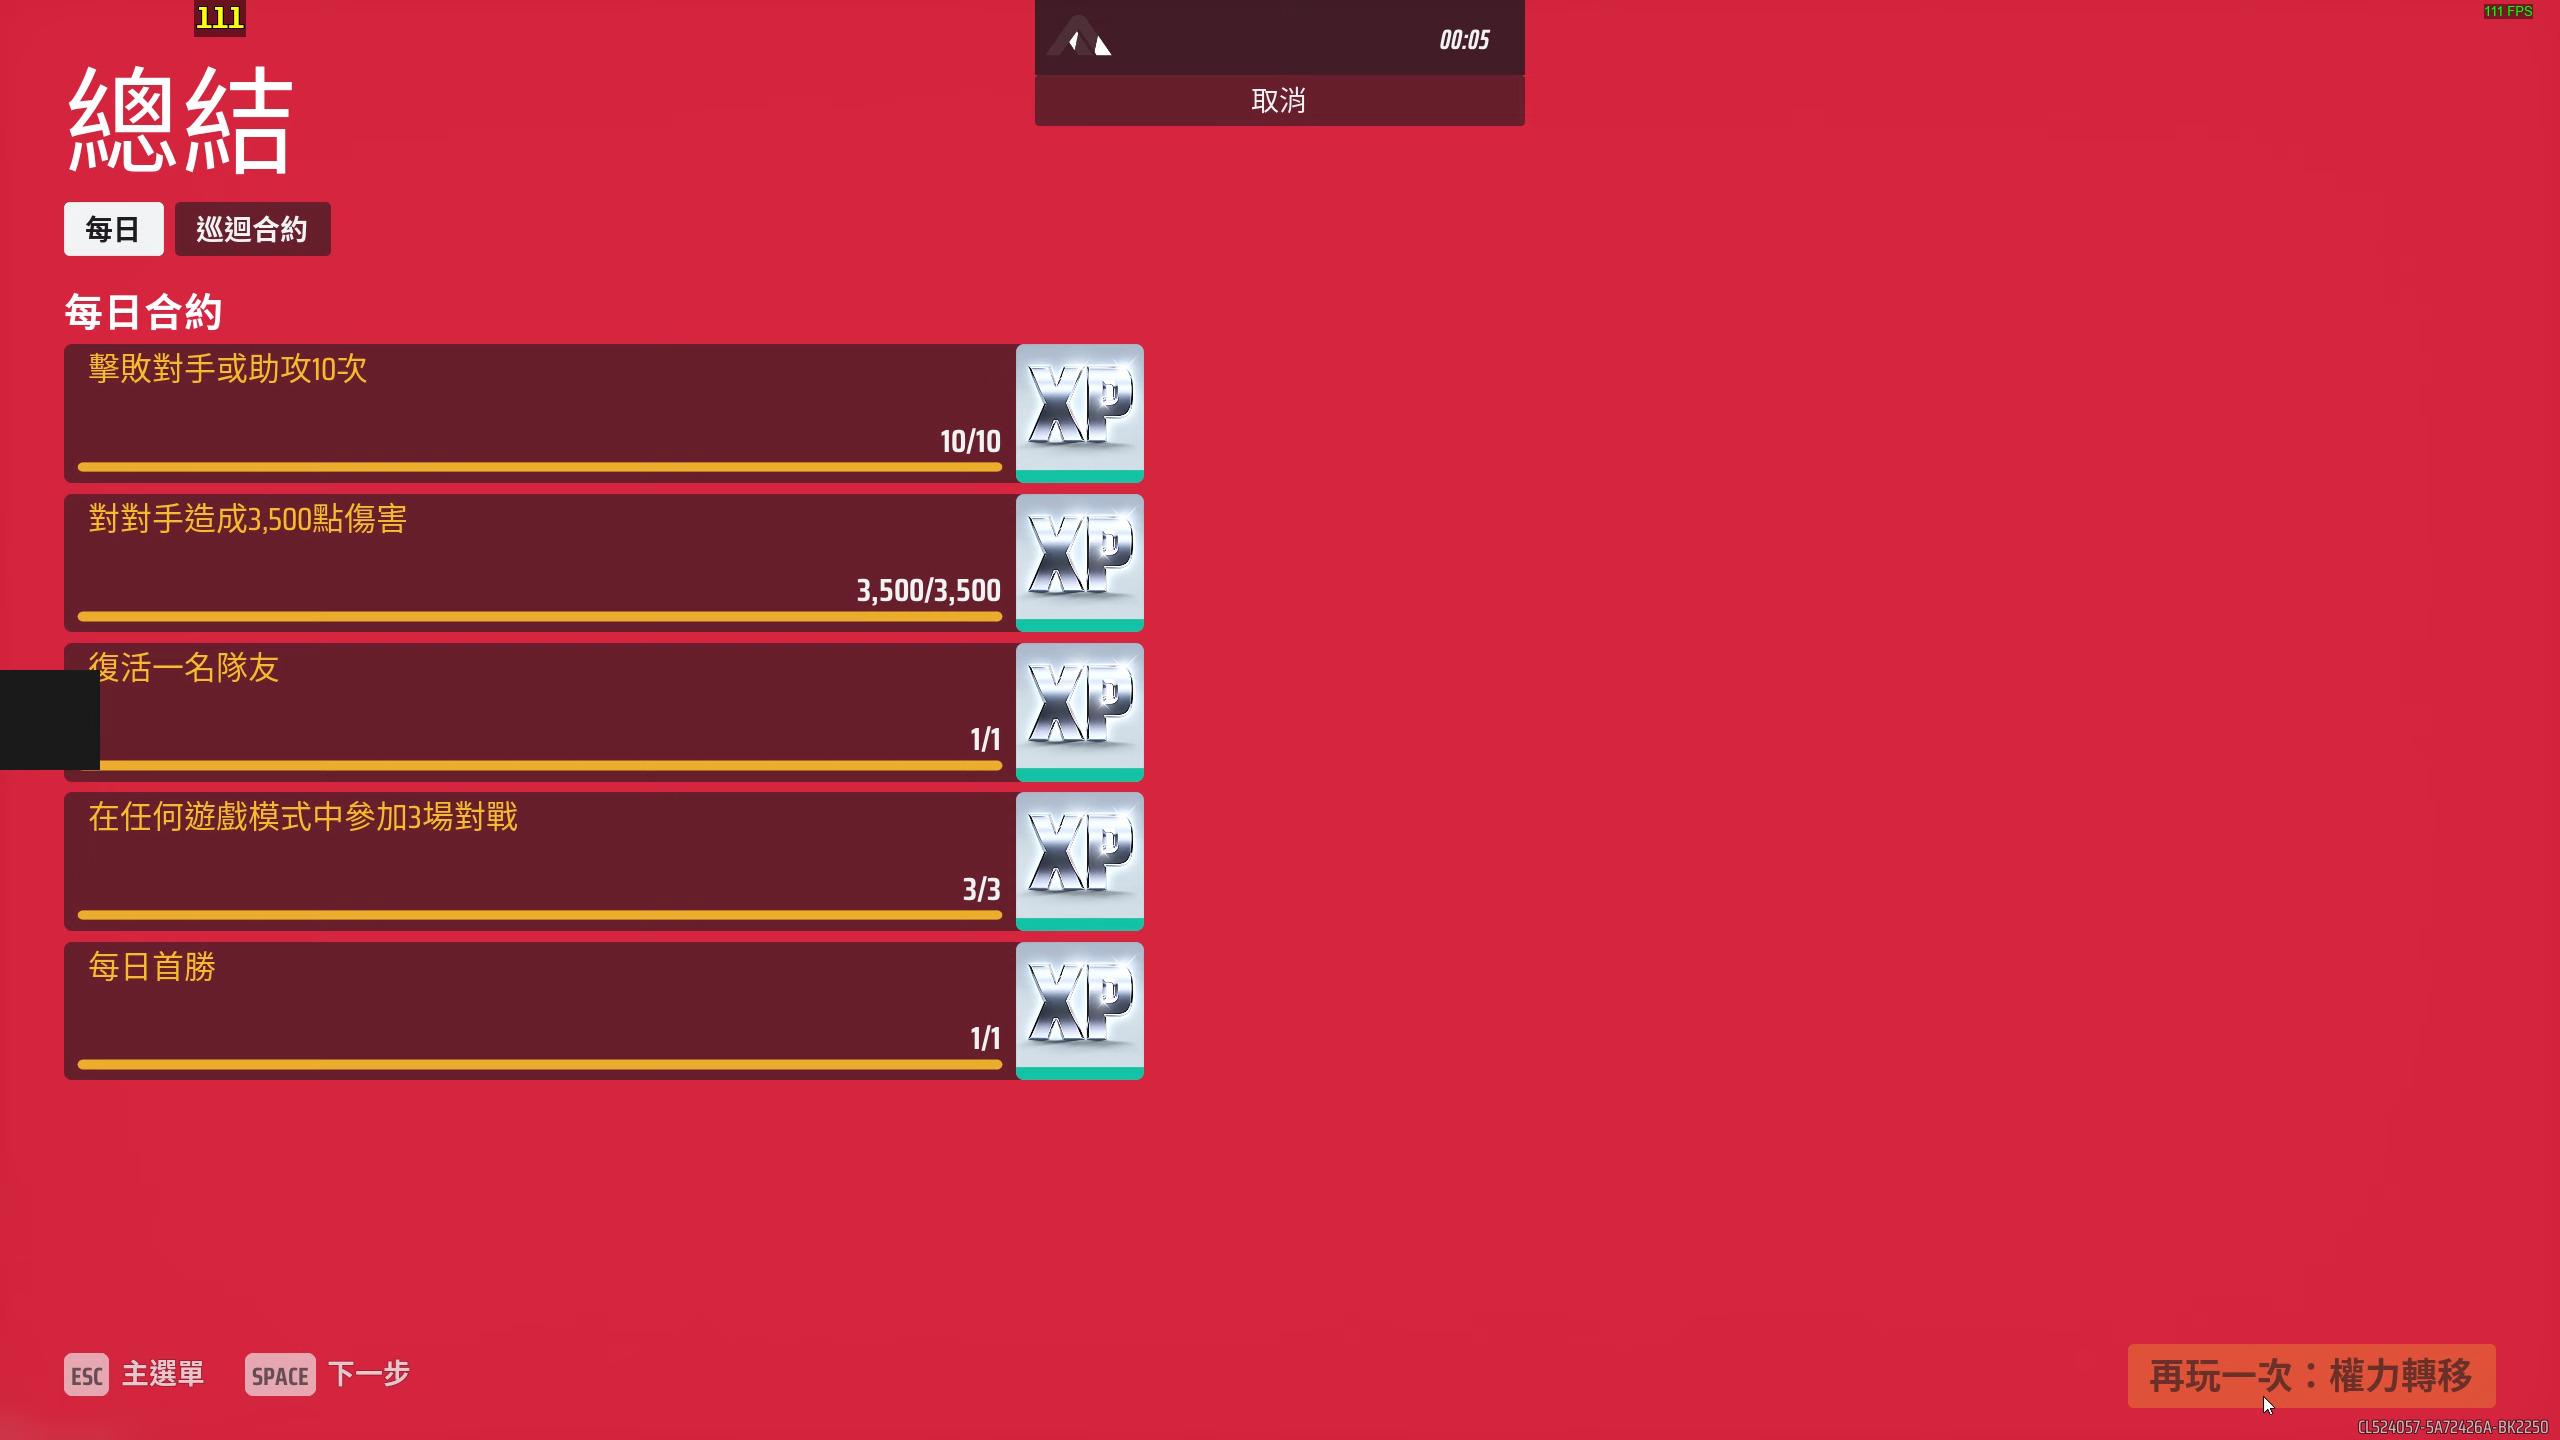 111
111 FPS
00:05
取消
總結
每日
巡迴合約
每日合約
擊敗對手或助攻10次
10/10
XP
對對手造成3,500點傷害
3,500/3,500
XP
復活一名隊友
1/1
XP
在任何遊戲模式中參加3場對戰
3/3
XP
每日首勝
1/1
XP
ESC 主選單
SPACE 下一步
再玩一次：權力轉移
CL524057-5A72426A-BK2250